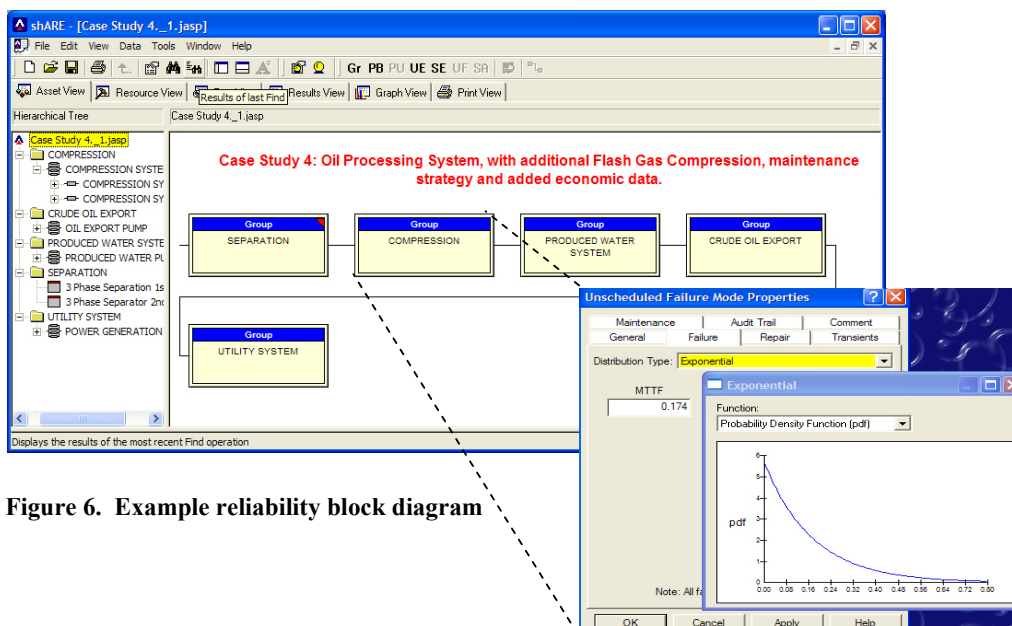 shARE - [Case Study 4._1.jasp]
File Edit View Data Tools Window Help
Gr PB PU UE SE UF SA
Asset View Resource View Results View Graph View Print View
Results of last Find
Hierarchical Tree
Case Study 4._1.jasp
Case Study 4._1.jasp
COMPRESSION
COMPRESSION SYSTE
COMPRESSION SY
COMPRESSION SY
CRUDE OIL EXPORT
OIL EXPORT PUMP
PRODUCED WATER SYSTE
PRODUCED WATER PU
SEPARATION
3 Phase Separation 1s
3 Phase Separator 2nd
UTILITY SYSTEM
POWER GENERATION
Case Study 4: Oil Processing System, with additional Flash Gas Compression, maintenance
strategy and added economic data.
Group
SEPARATION
Group
COMPRESSION
Group
PRODUCED WATER
SYSTEM
Group
CRUDE OIL EXPORT
Group
UTILITY SYSTEM
Displays the results of the most recent Find operation
Unscheduled Failure Mode Properties
Maintenance Audit Trail Comment
General Failure Repair Transients
Distribution Type: Exponential
MTTF
0.174
Note: All fa
OK Cancel Apply Help
Exponential
Function:
Probability Density Function (pdf)
pdf
6
5
4
3
2
1
0
0.00 0.08 0.16 0.24 0.32 0.40 0.48 0.56 0.64 0.72 0.80
Figure 6. Example reliability block diagram